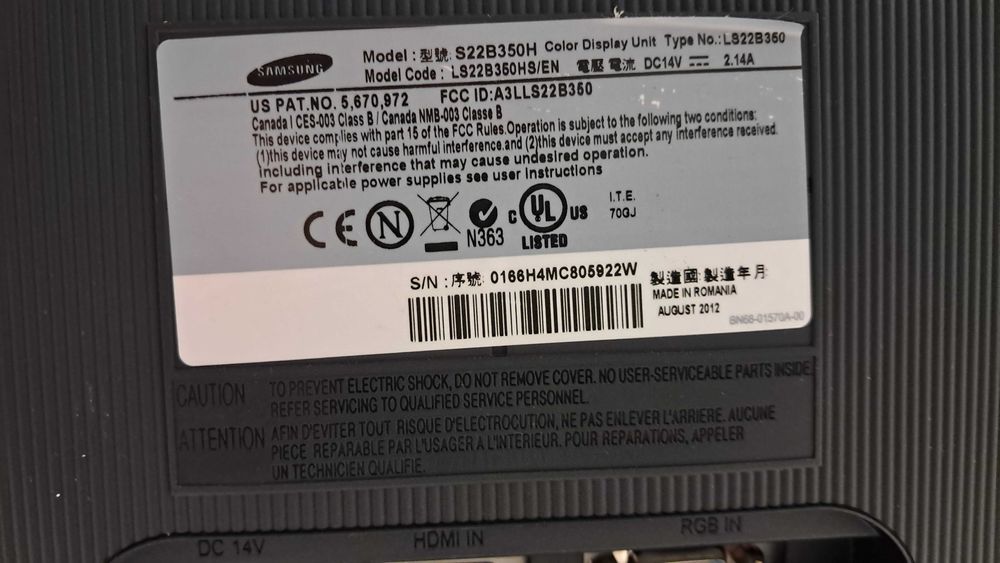 SAMSUNG
Model : 型號 S22B350H Color Display Unit Type No.:LS22B350
Model Code : LS22B350HS/EN 電壓 電流 DC14V 2.14A
US PAT.NO. 5,670,972 FCC ID:A3LLS22B350
Canada I CES-003 Class B / Canada NMB-003 Classe B
This device complies with part 15 of the FCC Rules.Operation is subject to the following two conditions:
(1)this device may not cause harmful interference.and (2)this device must accept any interference received.
including interference that may cause undesired operation.
For applicable power supplies see user Instructions
CE N N363 C UL US LISTED I.T.E.
70GJ
S/N : 序號: 0166H4MC805922W
製造國 : 製造年月
MADE IN ROMANIA
AUGUST 2012
BN68-01570A-00
CAUTION TO PREVENT ELECTRIC SHOCK, DO NOT REMOVE COVER. NO USER-SERVICEABLE PARTS INSIDE.
REFER SERVICING TO QUALIFIED SERVICE PERSONNEL.
ATTENTION AFIN D'EVITER TOUT RISQUE D'ELECTROCUTION, NE PAS ENLEVER L'ARRIERE. AUCUNE
PIECE REPARABLE PAR L'USAGER A L'INTERIEUR. POUR REPARATIONS, APPELER
UN TECHNICIEN QUALIFIE.
DC 14V HDMI IN RGB IN